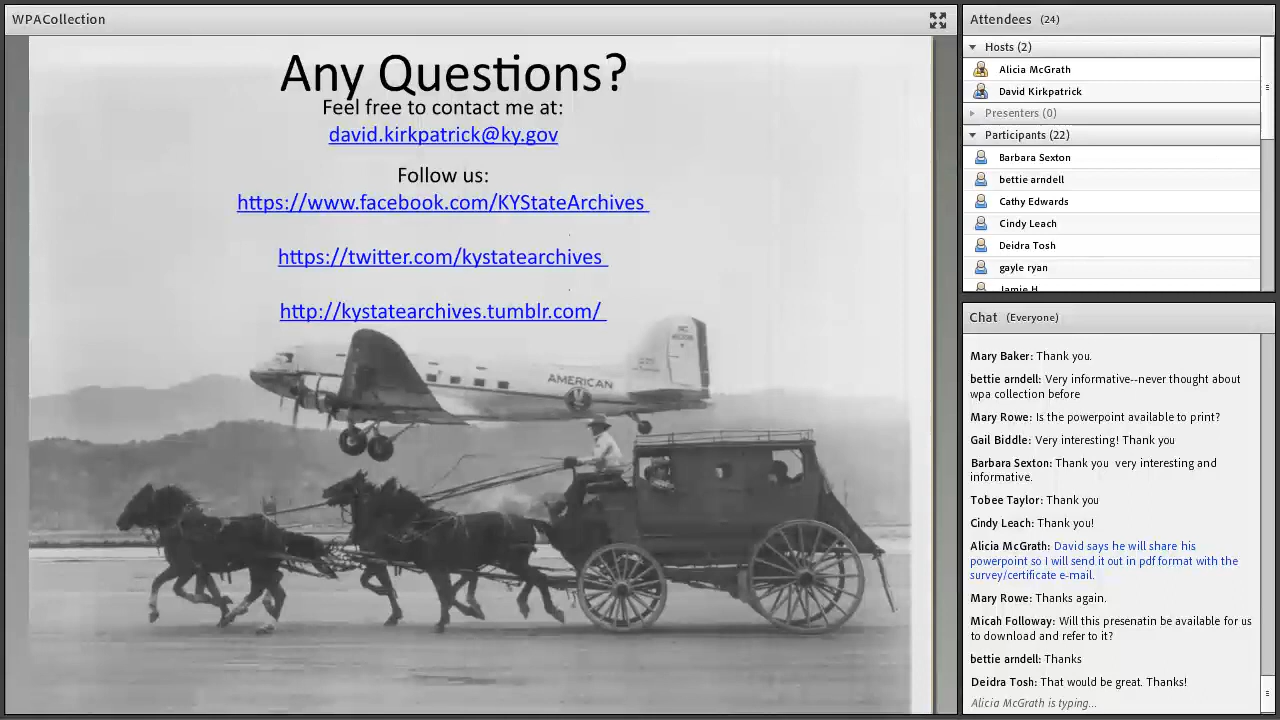 WPACollection
Any Questions?
Feel free to contact me at:
david.kirkpatrick@ky.gov
Follow us:
https://www.facebook.com/KYStateArchives
https://twitter.com/kystatearchives
http://kystatearchives.tumblr.com/
AMERICAN
Attendees (24)
Hosts (2)
Alicia McGrath
David Kirkpatrick
Presenters (0)
Participants (22)
Barbara Sexton
bettie arndell
Cathy Edwards
Cindy Leach
Deidra Tosh
gayle ryan
Jamie H
Chat (Everyone)
Mary Baker: Thank you.
bettie arndell: Very informative--never thought about
wpa collection before
Mary Rowe: Is the powerpoint available to print?
Gail Biddle: Very interesting! Thank you
Barbara Sexton: Thank you very interesting and
informative.
Tobee Taylor: Thank you
Cindy Leach: Thank you!
Alicia McGrath: David says he will share his
powerpoint so I will send it out in pdf format with the
survey/certificate e-mail.
Mary Rowe: Thanks again.
Micah Followay: Will this presenatin be available for us
to download and refer to it?
bettie arndell: Thanks
Deidra Tosh: That would be great. Thanks!
Alicia McGrath is typing...